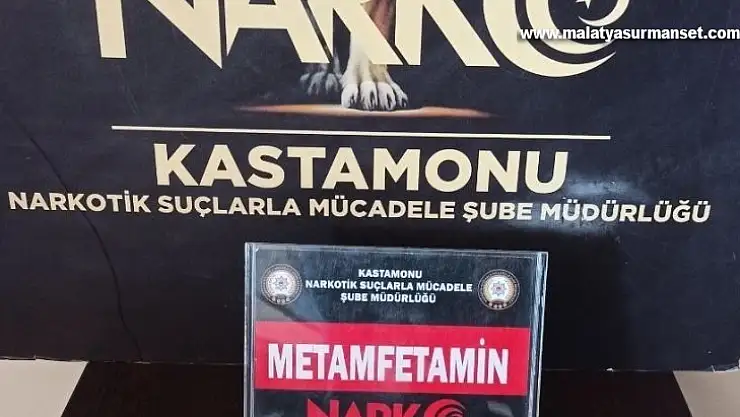 NARKO
www.malatyasurmanset.com
KASTAMONU
NARKOTİK SUÇLARLA MÜCADELE ŞUBE MÜDÜRLÜĞÜ
KASTAMONU
NARKOTİK SUÇLARLA MÜCADELE
ŞUBE MÜDÜRLÜĞÜ
METAMFETAMİN
NARKO